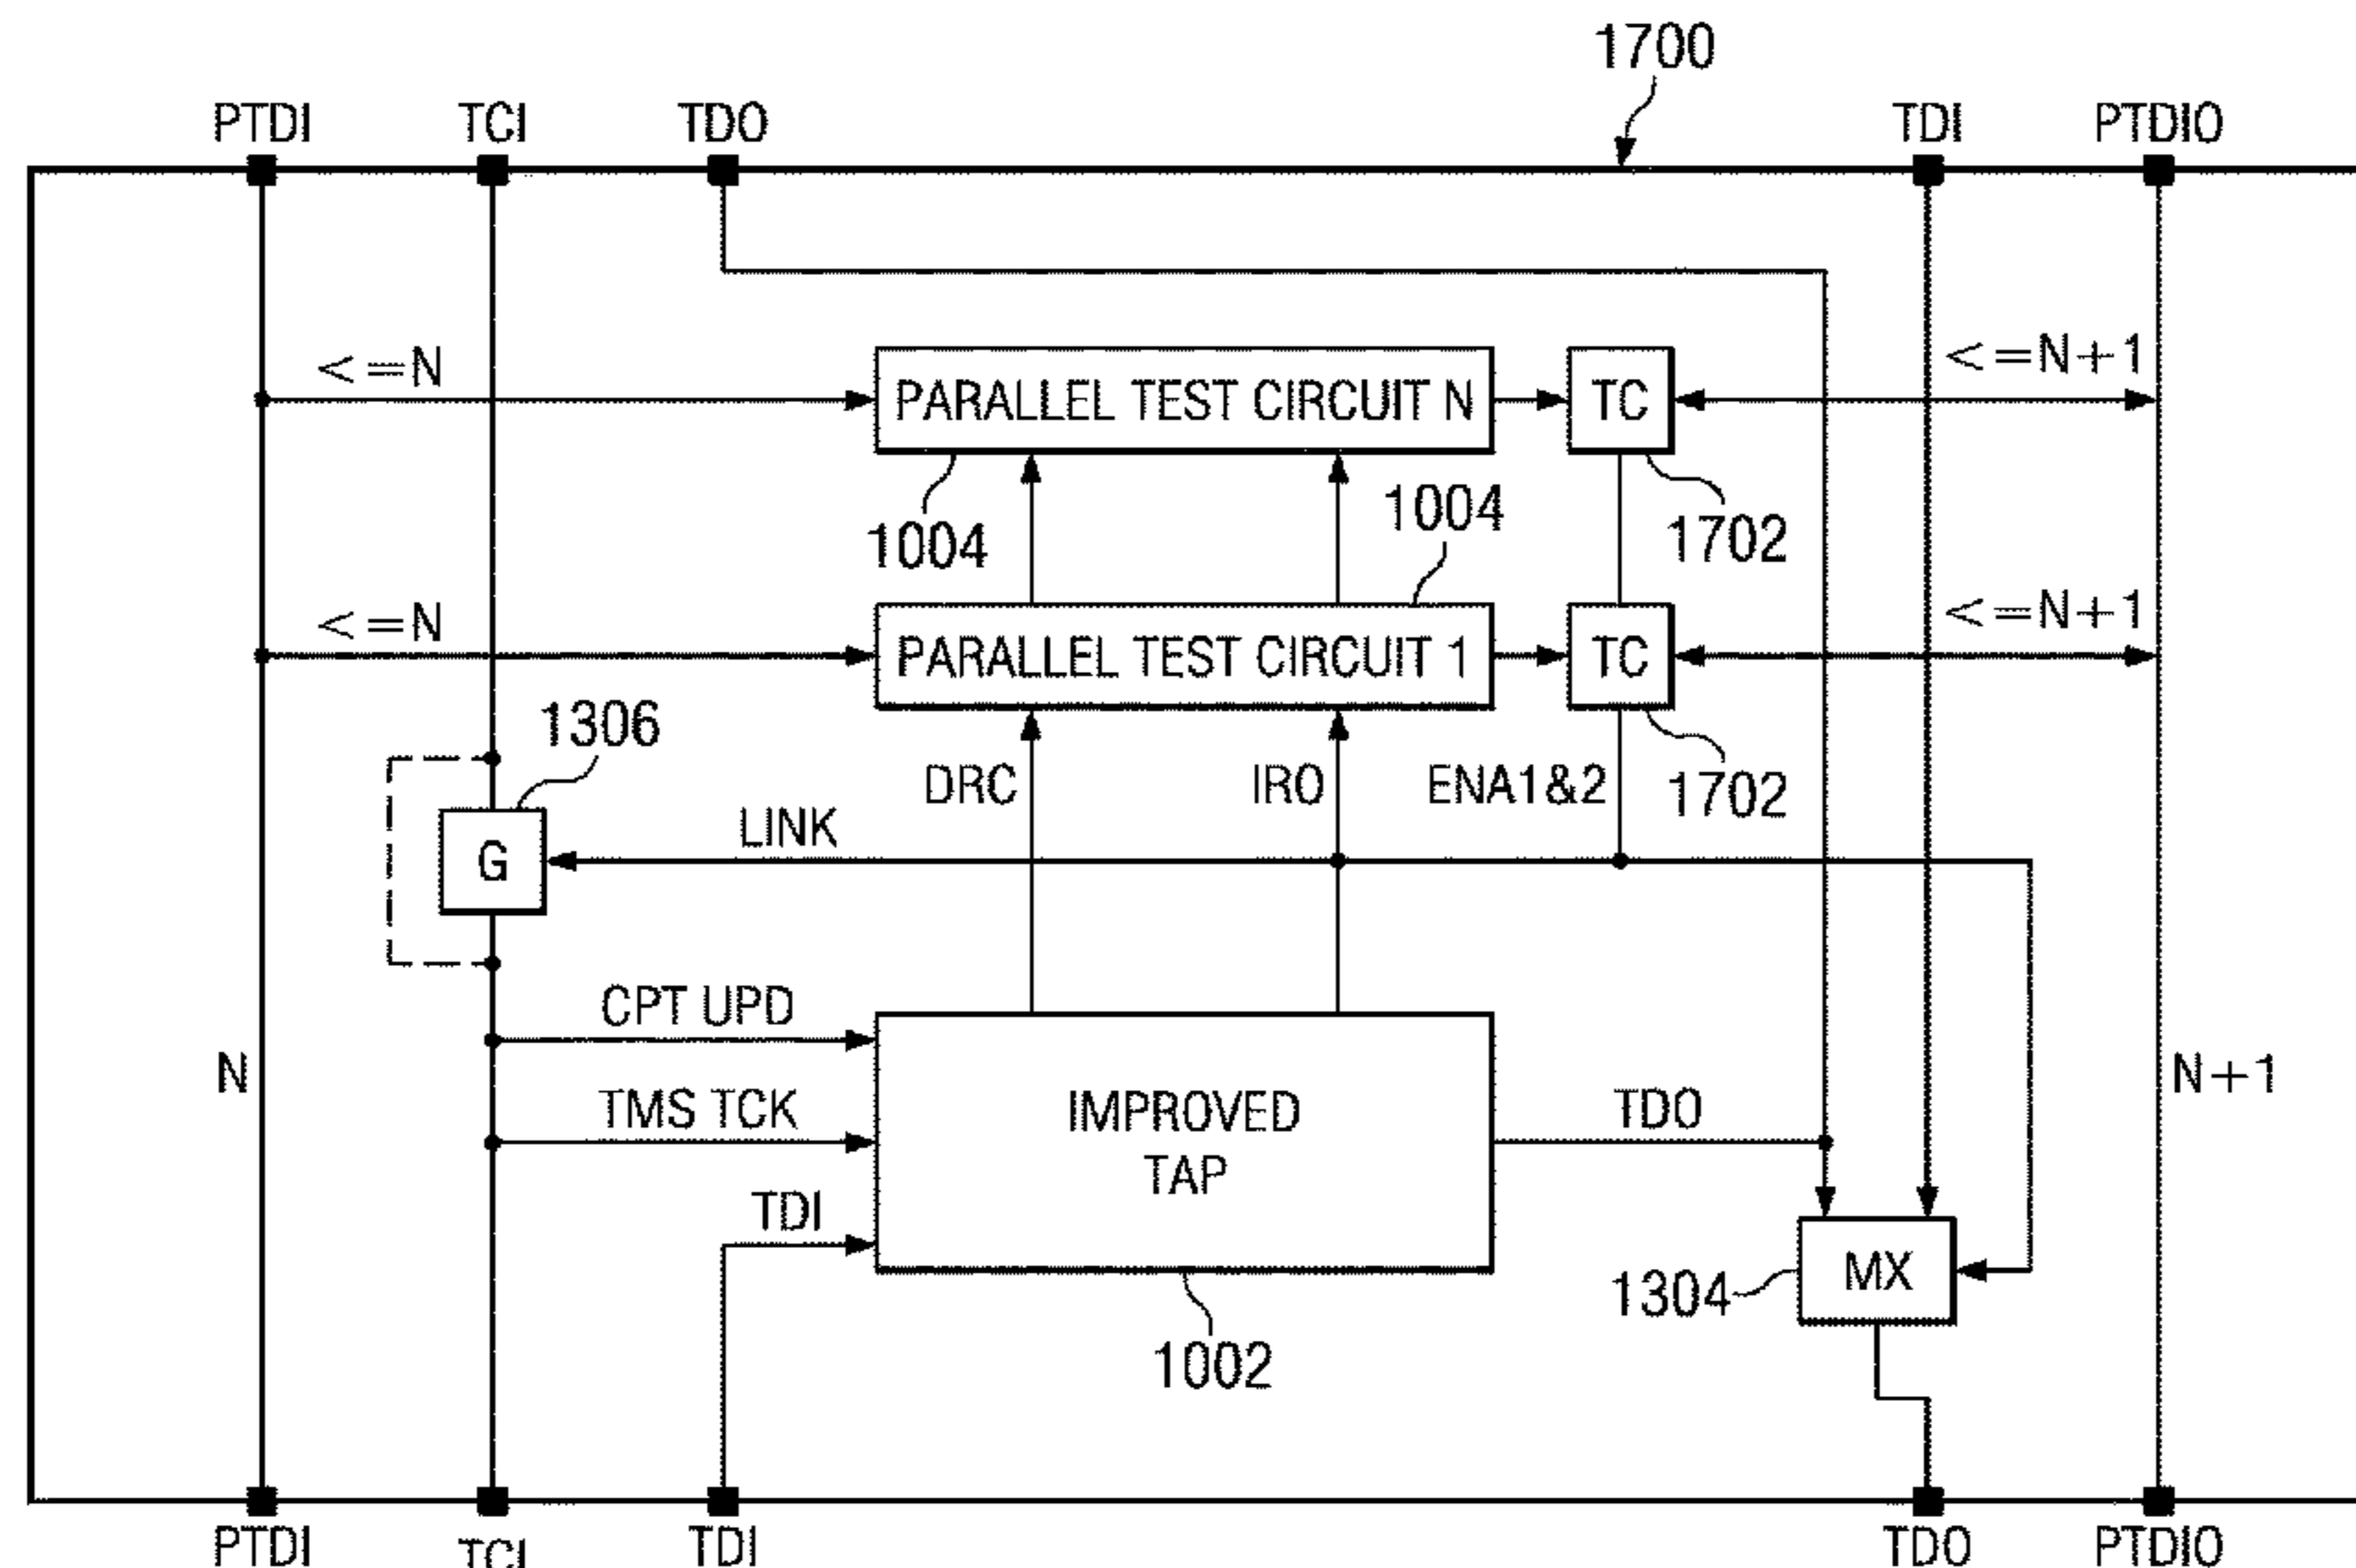 1700
PTDI TCI TDO TDI PTDIO
<=N <=N+1
PARALLEL TEST CIRCUIT N TC
1004 1004 1702
<=N <=N+1
PARALLEL TEST CIRCUIT 1 TC
1306 DRC IRO ENA1&2 1702
LINK
G
CPT UPD
N TMS TCK IMPROVED TDO N+1
TAP
TDI
1304 MX
1002
PTDI TCI TDI TDO PTDIO